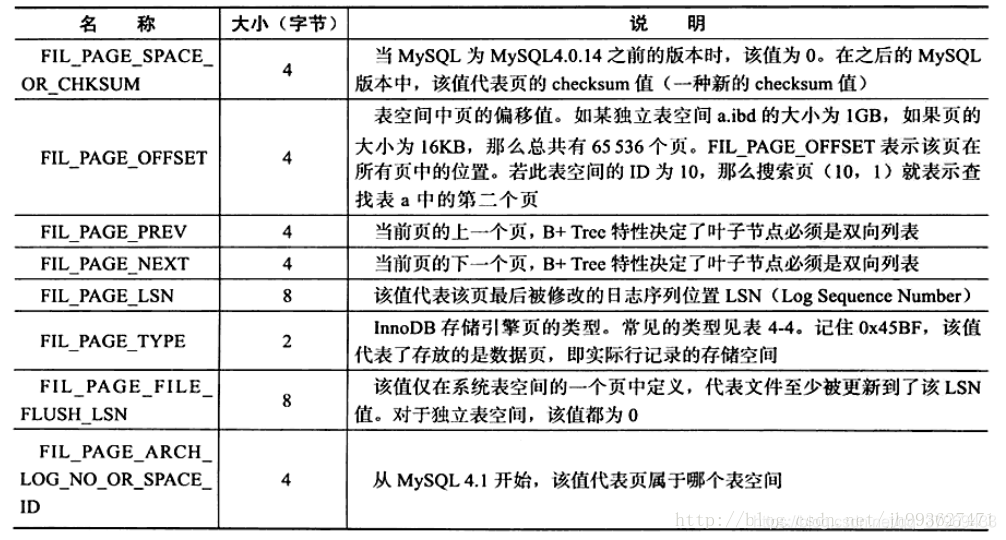 名 称 大小（字节） 说 明
FIL_PAGE_SPACE_ 4 当 MySQL 为 MySQL4.0.14 之前的版本时，该值为 0。在之后的 MySQL
OR_CHKSUM 版本中，该值代表页的 checksum 值（一种新的 checksum 值）
FIL_PAGE_OFFSET 4 表空间中页的偏移值。如某独立表空间 a.ibd 的大小为 1GB，如果页的
大小为 16KB，那么总共有 65 536 个页。FIL_PAGE_OFFSET 表示该页在
所有页中的位置。若此表空间的 ID 为 10，那么搜索页（10，1）就表示查
找表 a 中的第二个页
FIL_PAGE_PREV 4 当前页的上一个页，B+ Tree 特性决定了叶子节点必须是双向列表
FIL_PAGE_NEXT 4 当前页的下一个页，B+ Tree 特性决定了叶子节点必须是双向列表
FIL_PAGE_LSN 8 该值代表该页最后被修改的日志序列位置 LSN（Log Sequence Number）
FIL_PAGE_TYPE 2 InnoDB 存储引擎页的类型。常见的类型见表 4-4。记住 0x45BF，该值
代表了存放的是数据页，即实际行记录的存储空间
FIL_PAGE_FILE_ 8 该值仅在系统表空间的一个页中定义，代表文件至少被更新到了该 LSN
FLUSH_LSN 值。对于独立表空间，该值都为 0
FIL_PAGE_ARCH_
LOG_NO_OR_SPACE_ 4 从 MySQL 4.1 开始，该值代表页属于哪个表空间
ID